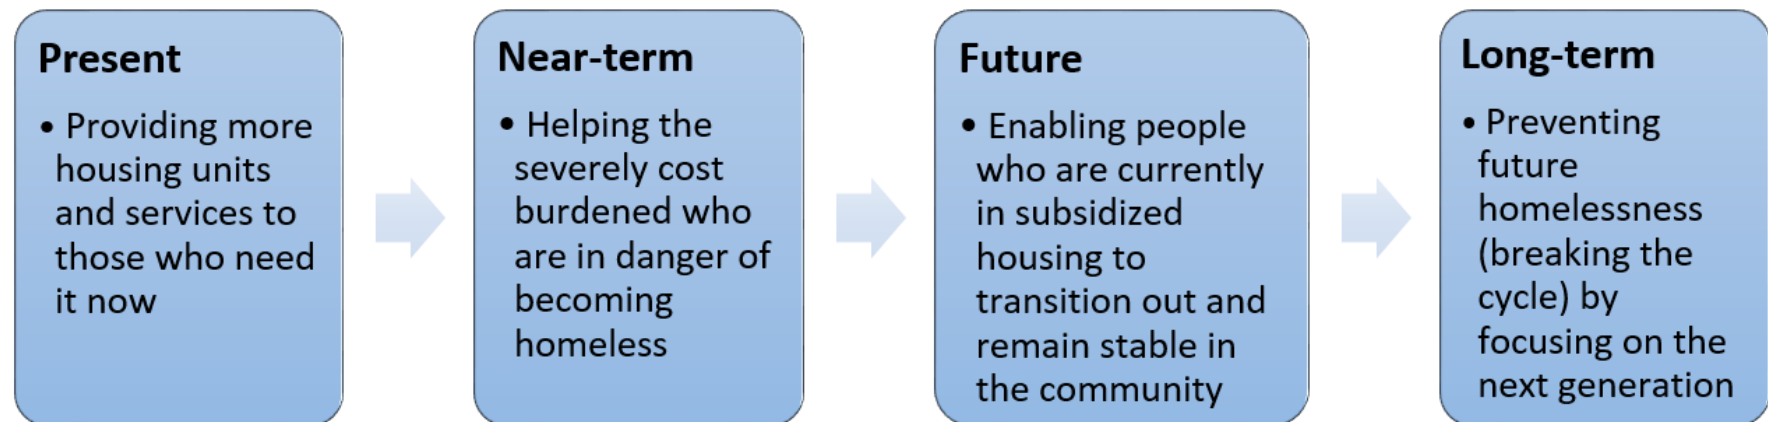 Present
• Providing more
housing units
and services to
those who need
it now
Near-term
• Helping the
severely cost
burdened who
are in danger of
becoming
homeless
Future
• Enabling people
who are currently
in subsidized
housing to
transition out and
remain stable in
the community
Long-term
• Preventing
future
homelessness
(breaking the
cycle) by
focusing on the
next generation